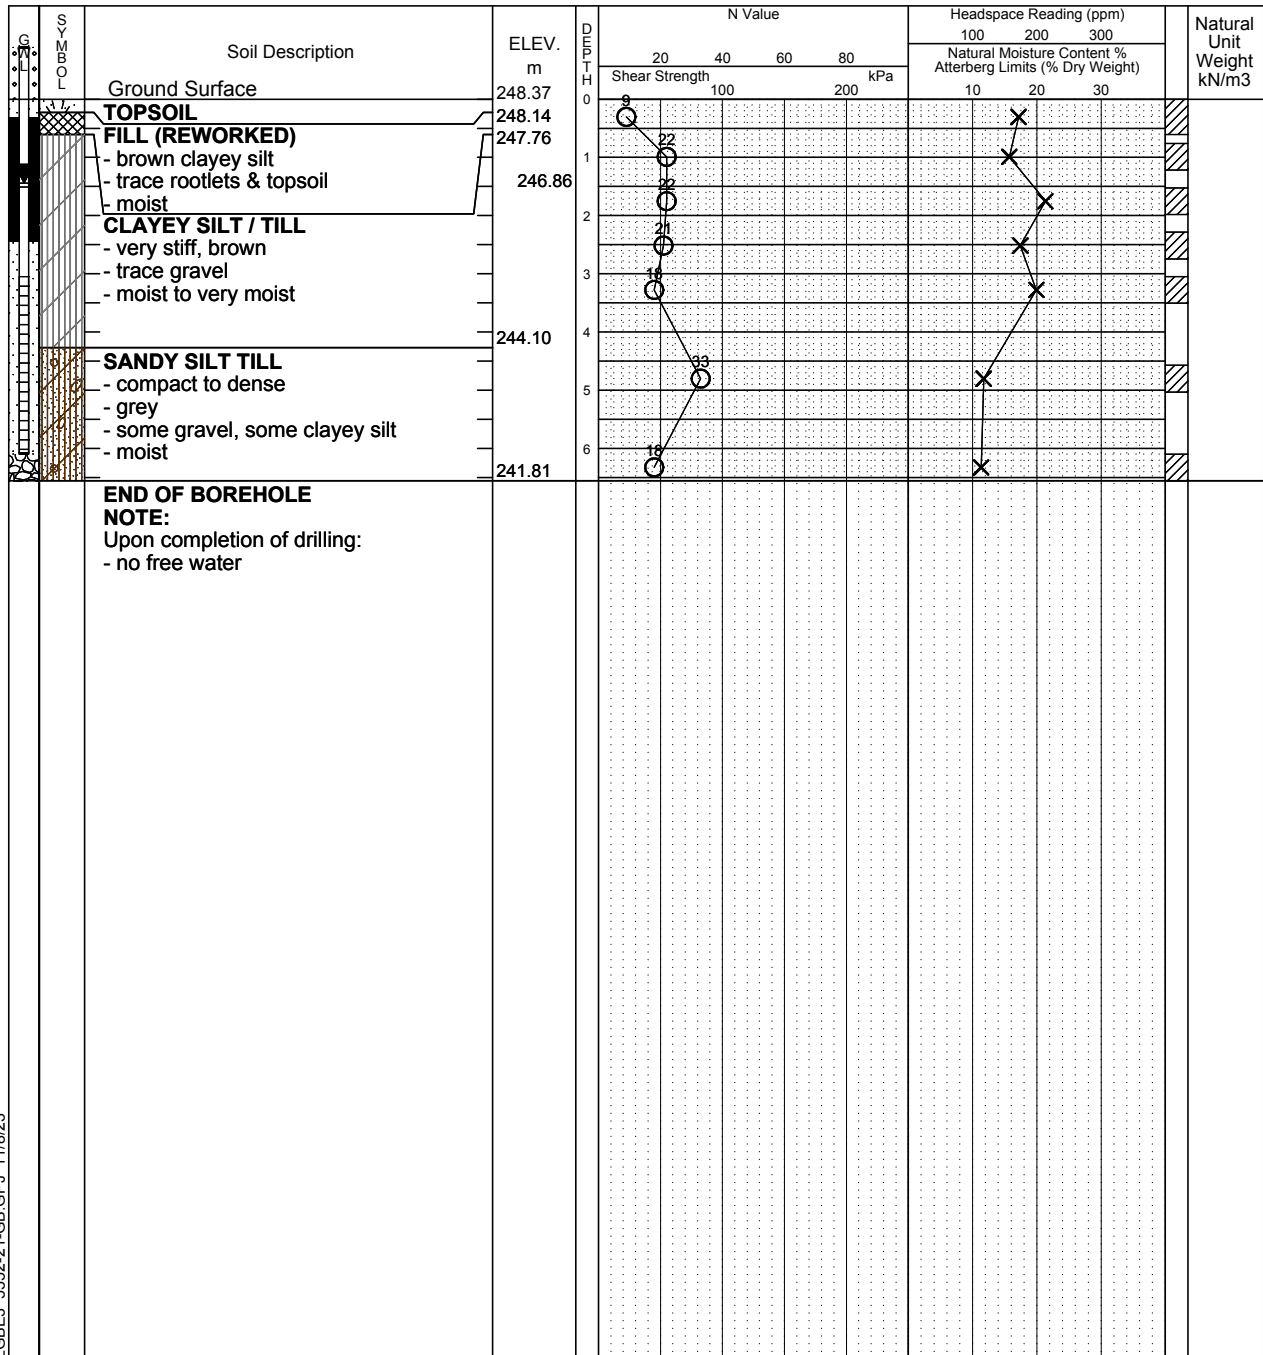 GWL
SYMBOL
Soil Description
Ground Surface
ELEV.
m
DEPTH
N Value
20 40 60 80
Shear Strength kPa
100 200
Headspace Reading (ppm)
100 200 300
Natural Moisture Content %
Atterberg Limits (% Dry Weight)
10 20 30
Natural
Unit
Weight
kN/m3
248.37
0
TOPSOIL
248.14
9
FILL (REWORKED)
247.76
22
- brown clayey silt
1
- trace rootlets & topsoil
246.86
22
- moist
2
CLAYEY SILT / TILL
21
- very stiff, brown
- trace gravel
3
18
- moist to very moist
4
244.10
SANDY SILT TILL
33
- compact to dense
5
- grey
- some gravel, some clayey silt
- moist
6
18
241.81
END OF BOREHOLE
NOTE:
Upon completion of drilling:
- no free water